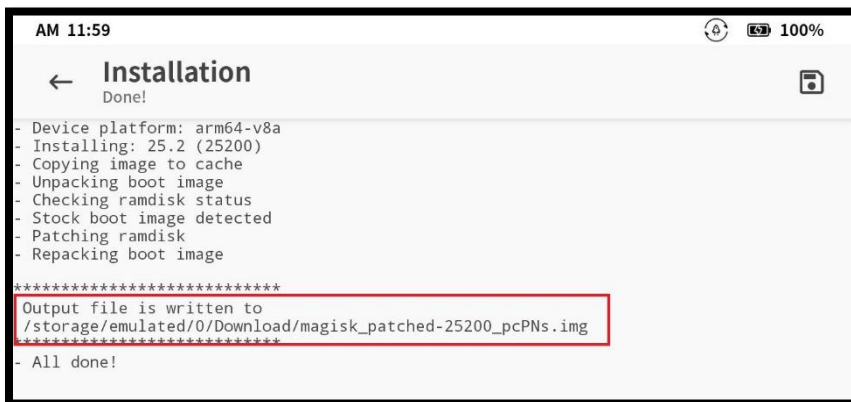 AM 11:59
100%
Installation
Done!
- Device platform: arm64-v8a
- Installing: 25.2 (25200)
- Copying image to cache
- Unpacking boot image
- Checking ramdisk status
- Stock boot image detected
- Patching ramdisk
- Repacking boot image
****************************
Output file is written to
/storage/emulated/0/Download/magisk_patched-25200_pcPNs.img
****************************
- All done!